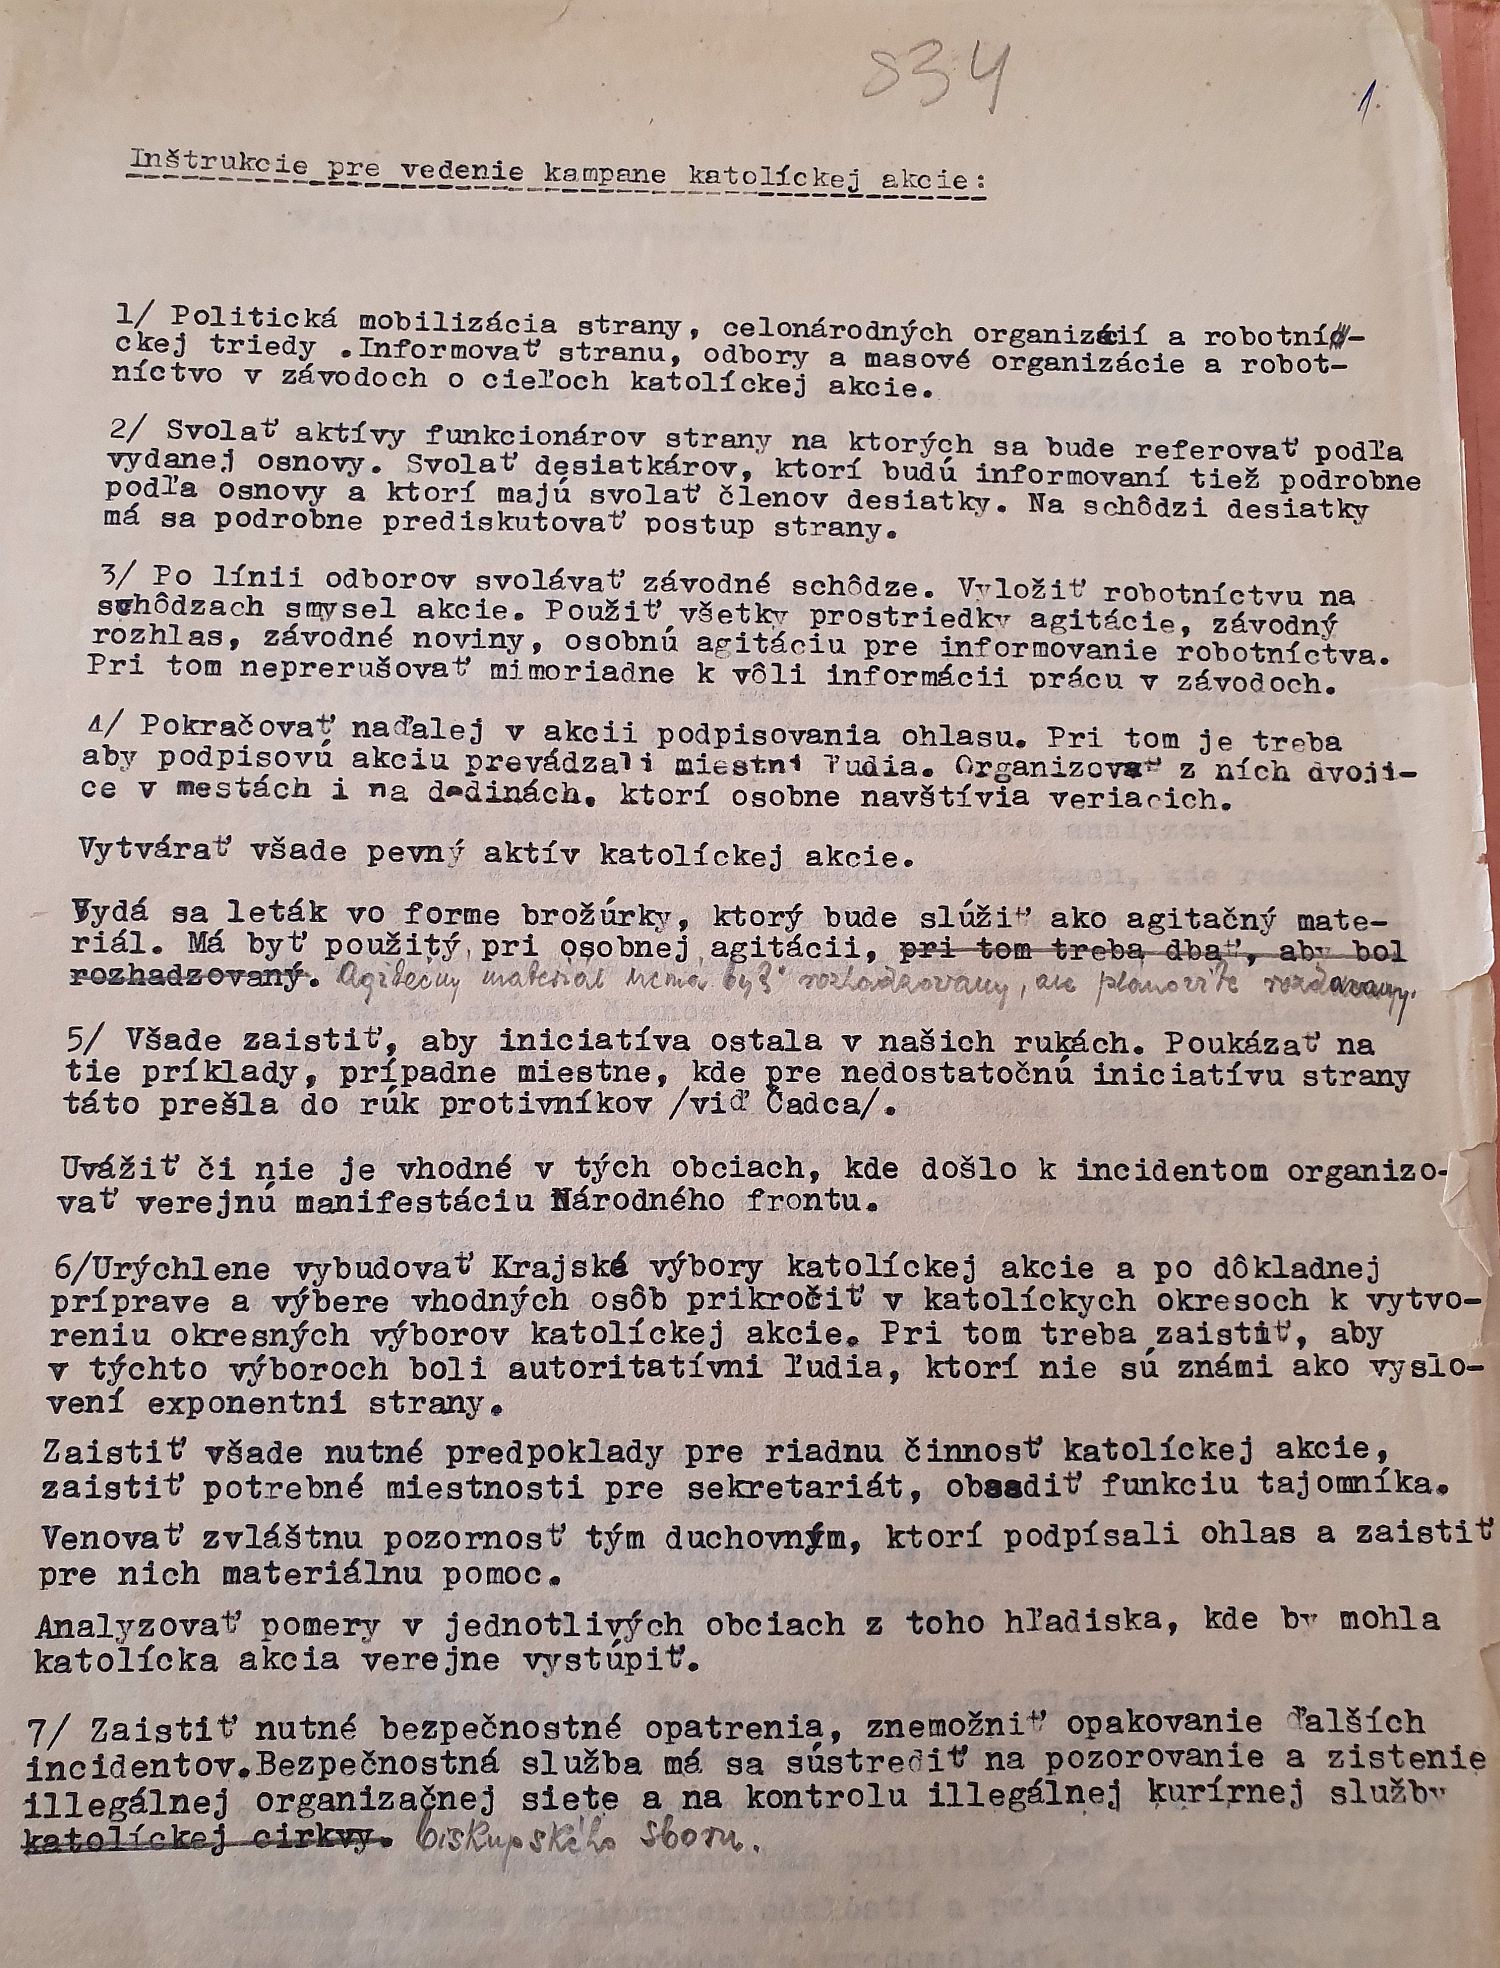 834
1.
Inštrukcie pre vedenie kampane katolíckej akcie:
1/ Politická mobilizácia strany, celonárodných organizácií a robotní-
ckej triedy .Informovať stranu, odbory a masové organizácie a robot-
níctvo v závodoch o cieľoch katolíckej akcie.
2/ Svolať aktívy funkcionárov strany na ktorých sa bude referovať podľa
vydanej osnovy. Svolať desiatkárov, ktorí budú informovaní tiež podrobne
podľa osnovy a ktorí majú svolať členov desiatky. Na schôdzi desiatky
má sa podrobne prediskutovať postup strany.
3/ Po línii odborov svolávať závodné schôdze. Vyložiť robotníctvu na
schôdzach smysel akcie. Použiť všetky prostriedky agitácie, závodný
rozhlas, závodné noviny, osobnú agitáciu pre informovanie robotníctva.
Pri tom neprerušovať mimoriadne k vôli informácii prácu v závodoch.
4/ Pokračovať naďalej v akcii podpisovania ohlasu. Pri tom je treba
aby podpisovú akciu prevádzali miestni ľudia. Organizovať z ních dvoji-
ce v mestách i na dedinách. ktorí osobne navštívia veriacich.
Vytvárať všade pevný aktív katolíckej akcie.
Vydá sa leták vo forme brožúrky, ktorý bude slúžiť ako agitačný mate-
riál. Má byť použitý pri osobnej agitácii, pri tom treba dbať, aby bol
rozhadzovaný. Agitačný material nemá byť rozhadzovaný, ale plánovite rozdávaný.
5/ Všade zaistiť, aby iniciatíva ostala v našich rukách. Poukázať na
tie príklady, prípadne miestne, kde pre nedostatočnú iniciatívu strany
táto prešla do rúk protivníkov /viď Čadca/.
Uvážiť či nie je vhodné v tých obciach, kde došlo k incidentom organizo-
vať verejnú manifestáciu Národného frontu.
6/Urýchlene vybudovať Krajské výbory katolíckej akcie a po dôkladnej
príprave a výbere vhodných osôb prikročiť v katolíckych okresoch k vytvo-
reniu okresných výborov katolíckej akcie. Pri tom treba zaistiť, aby
v týchto výboroch boli autoritatívni ľudia, ktorí nie sú známi ako vyslo-
vení exponentni strany.
Zaistiť všade nutné predpoklady pre riadnu činnosť katolíckej akcie,
zaistiť potrebné miestnosti pre sekretariát, obsadiť funkciu tajomníka.
Venovať zvláštnu pozornosť tým duchovným, ktorí podpísali ohlas a zaistiť
pre nich materiálnu pomoc.
Analyzovať pomery v jednotlivých obciach z toho hľadiska, kde by mohla
katolícka akcia verejne vystúpiť.
7/ Zaistiť nutné bezpečnostné opatrenia, znemožniť opakovanie ďalších
incidentov.Bezpečnostná služba má sa sústrediť na pozorovanie a zistenie
illegálnej organizačnej siete a na kontrolu illegálnej kurírnej služby
katolíckej cirkvy. biskupského sboru.